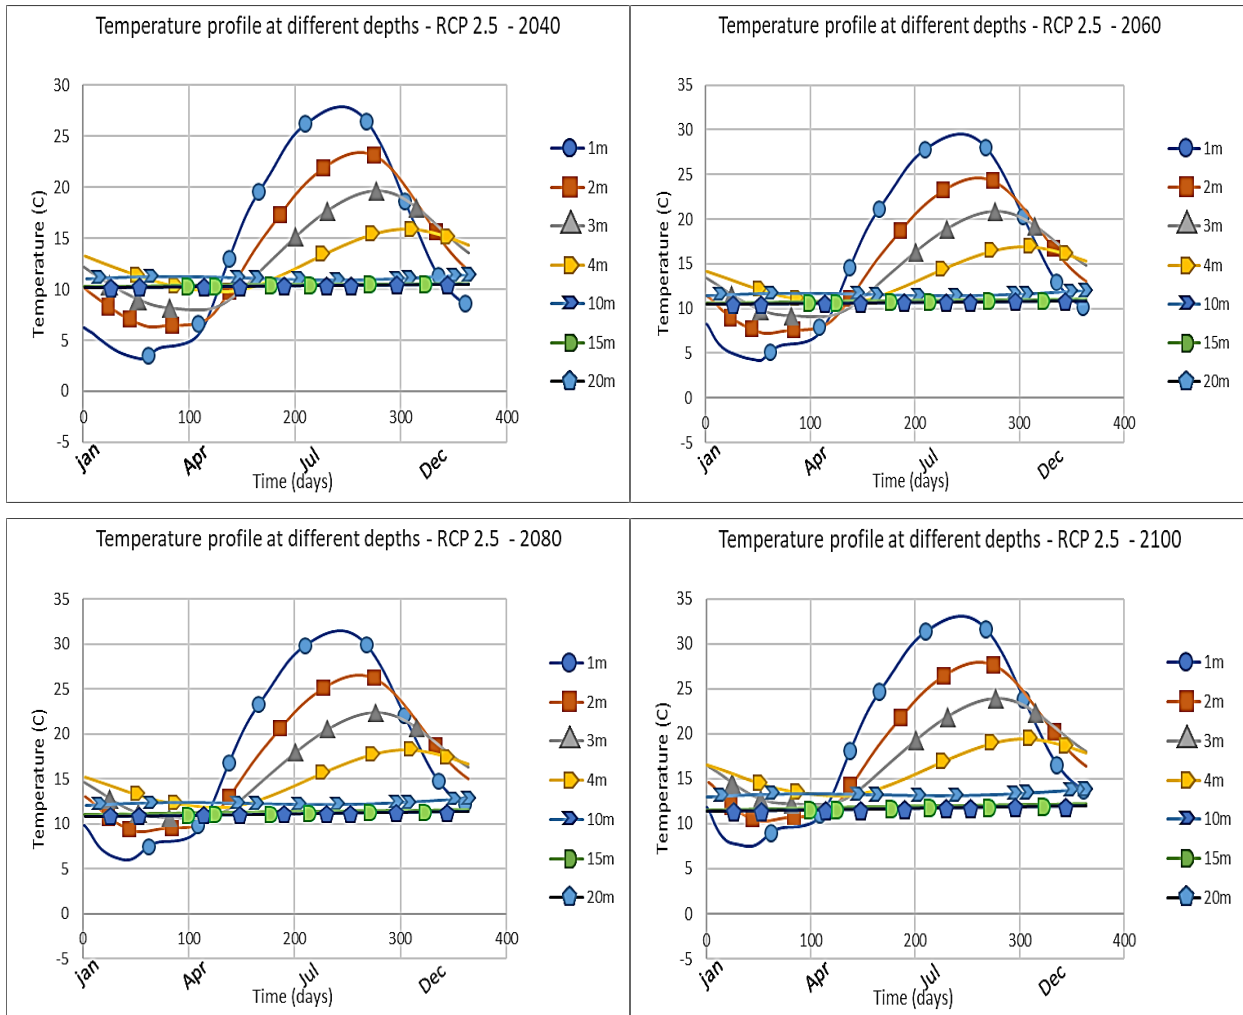 Temperature profile at different depths - RCP 2.5 - 2040
30
25
20
15
10
5
0
-5
0 100 200 300 400
jan Apr Jul Dec
Time (days)
Temperature (C)
1m
2m
3m
4m
10m
15m
20m
Temperature profile at different depths - RCP 2.5 - 2060
35
30
25
20
15
10
5
0
-5
0 100 200 300 400
jan Apr Jul Dec
Time (days)
Temperature (C)
1m
2m
3m
4m
10m
15m
20m
Temperature profile at different depths - RCP 2.5 - 2080
35
30
25
20
15
10
5
0
-5
0 100 200 300 400
jan Apr Jul Dec
Time (days)
Temperature (C)
1m
2m
3m
4m
10m
15m
20m
Temperature profile at different depths - RCP 2.5 - 2100
35
30
25
20
15
10
5
0
-5
0 100 200 300 400
jan Apr Jul Dec
Time (days)
Temperature (C)
1m
2m
3m
4m
10m
15m
20m